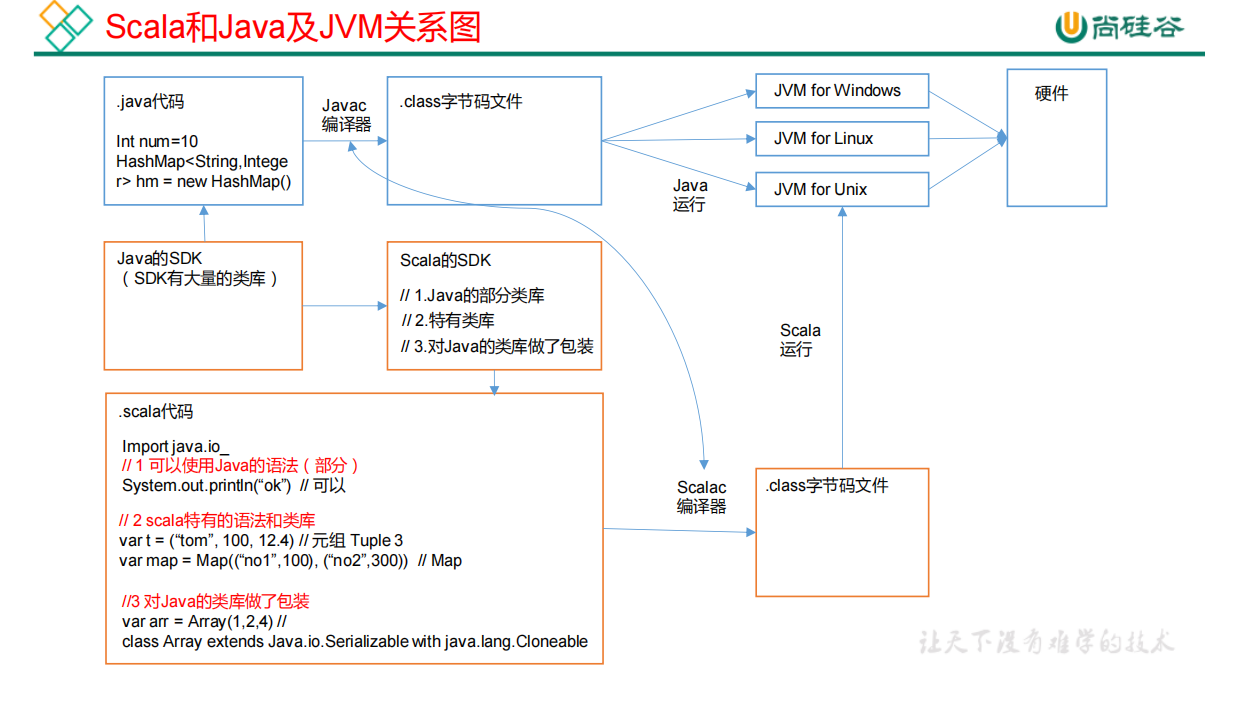 Scala和Java及JVM关系图
尚硅谷
.java代码
Int num=10
HashMap<String,Intege
r> hm = new HashMap()
Javac
编译器
.class字节码文件
JVM for Windows
JVM for Linux
JVM for Unix
硬件
Java
运行
Java的SDK
（SDK有大量的类库）
Scala的SDK
// 1.Java的部分类库
// 2.特有类库
// 3.对Java的类库做了包装
Scala
运行
.scala代码
Import java.io_
// 1 可以使用Java的语法（部分）
System.out.println(“ok”) // 可以
// 2 scala特有的语法和类库
var t = (“tom”, 100, 12.4) // 元组 Tuple 3
var map = Map((“no1”,100), (“no2”,300)) // Map
//3 对Java的类库做了包装
var arr = Array(1,2,4) //
class Array extends Java.io.Serializable with java.lang.Cloneable
Scalac
编译器
.class字节码文件
让天下没有难学的技术